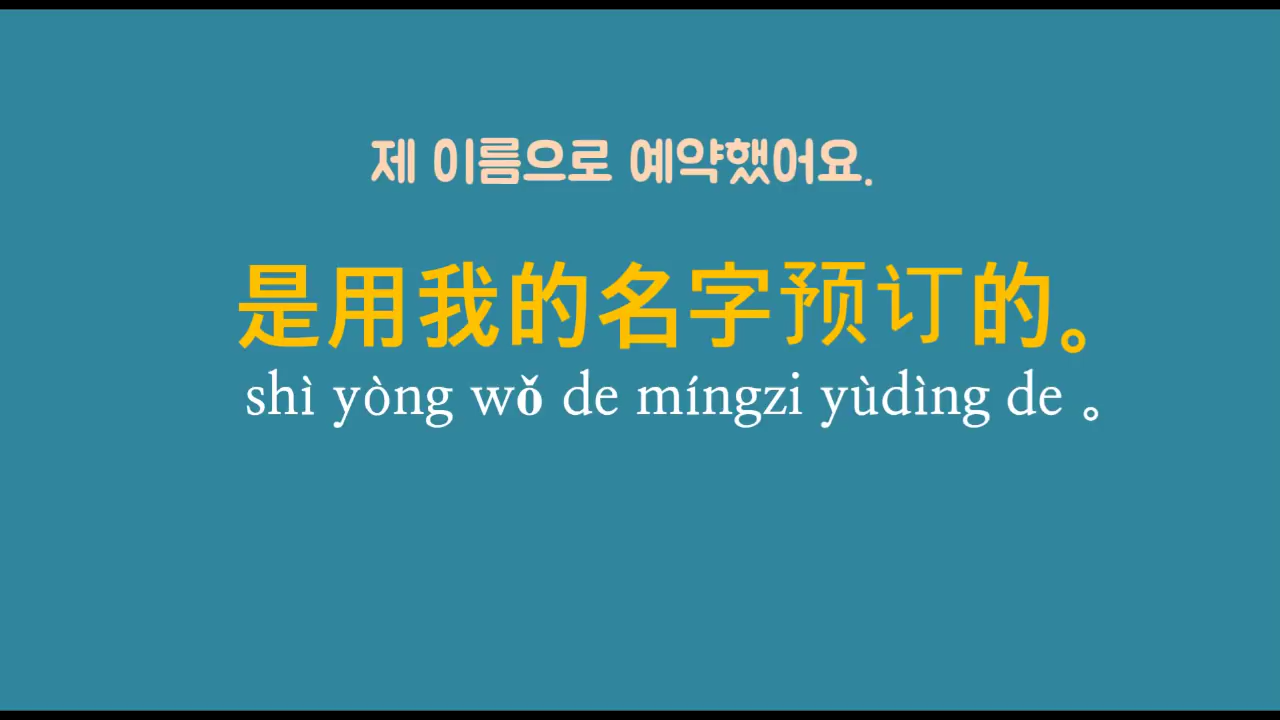 제 이름으로 예약했어요.
是用我的名字预订的。
shì yòng wǒ de míngzi yùdìng de 。